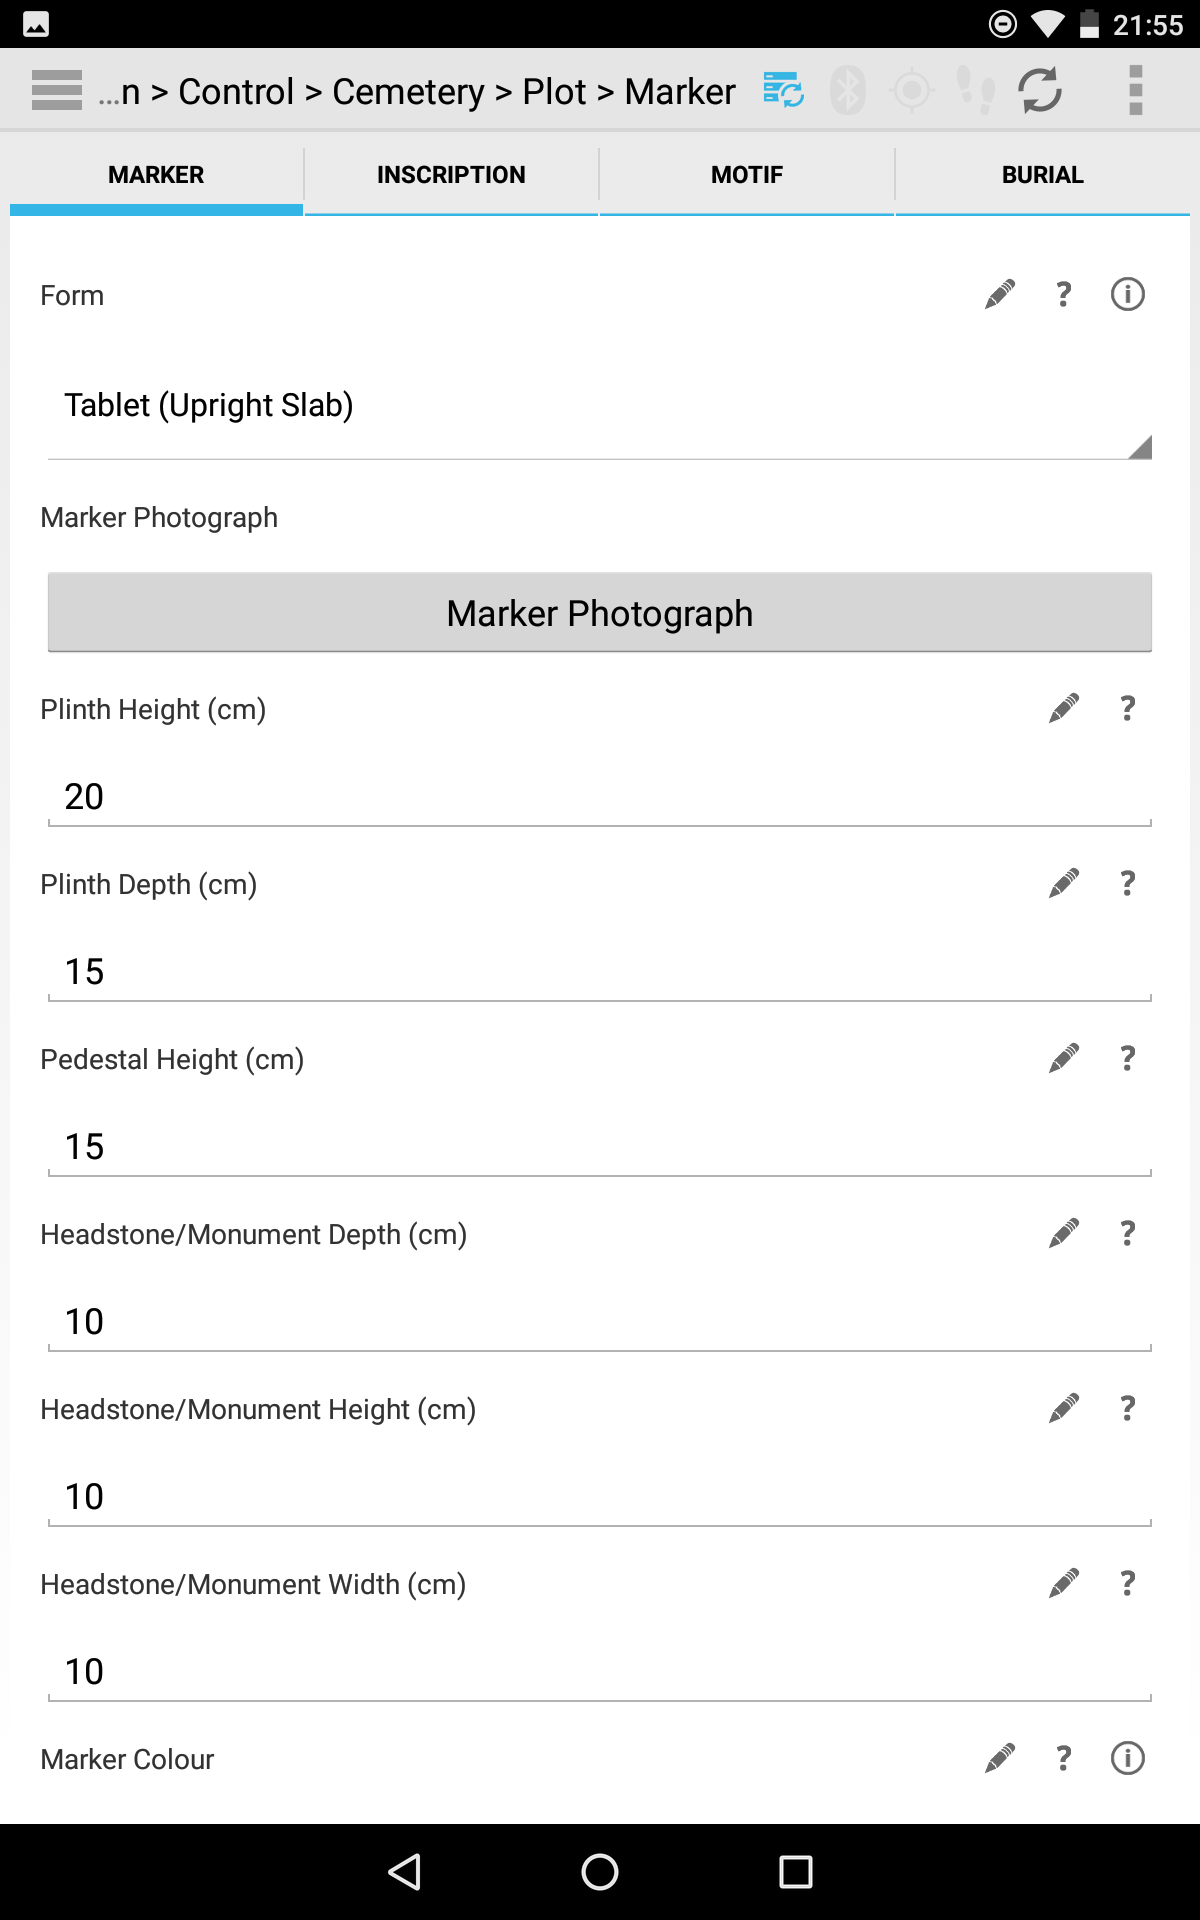 21:55
...n > Control > Cemetery > Plot > Marker
MARKER INSCRIPTION MOTIF BURIAL
Form ?
Tablet (Upright Slab)
Marker Photograph
Marker Photograph
Plinth Height (cm) ?
20
Plinth Depth (cm) ?
15
Pedestal Height (cm) ?
15
Headstone/Monument Depth (cm) ?
10
Headstone/Monument Height (cm) ?
10
Headstone/Monument Width (cm) ?
10
Marker Colour ?